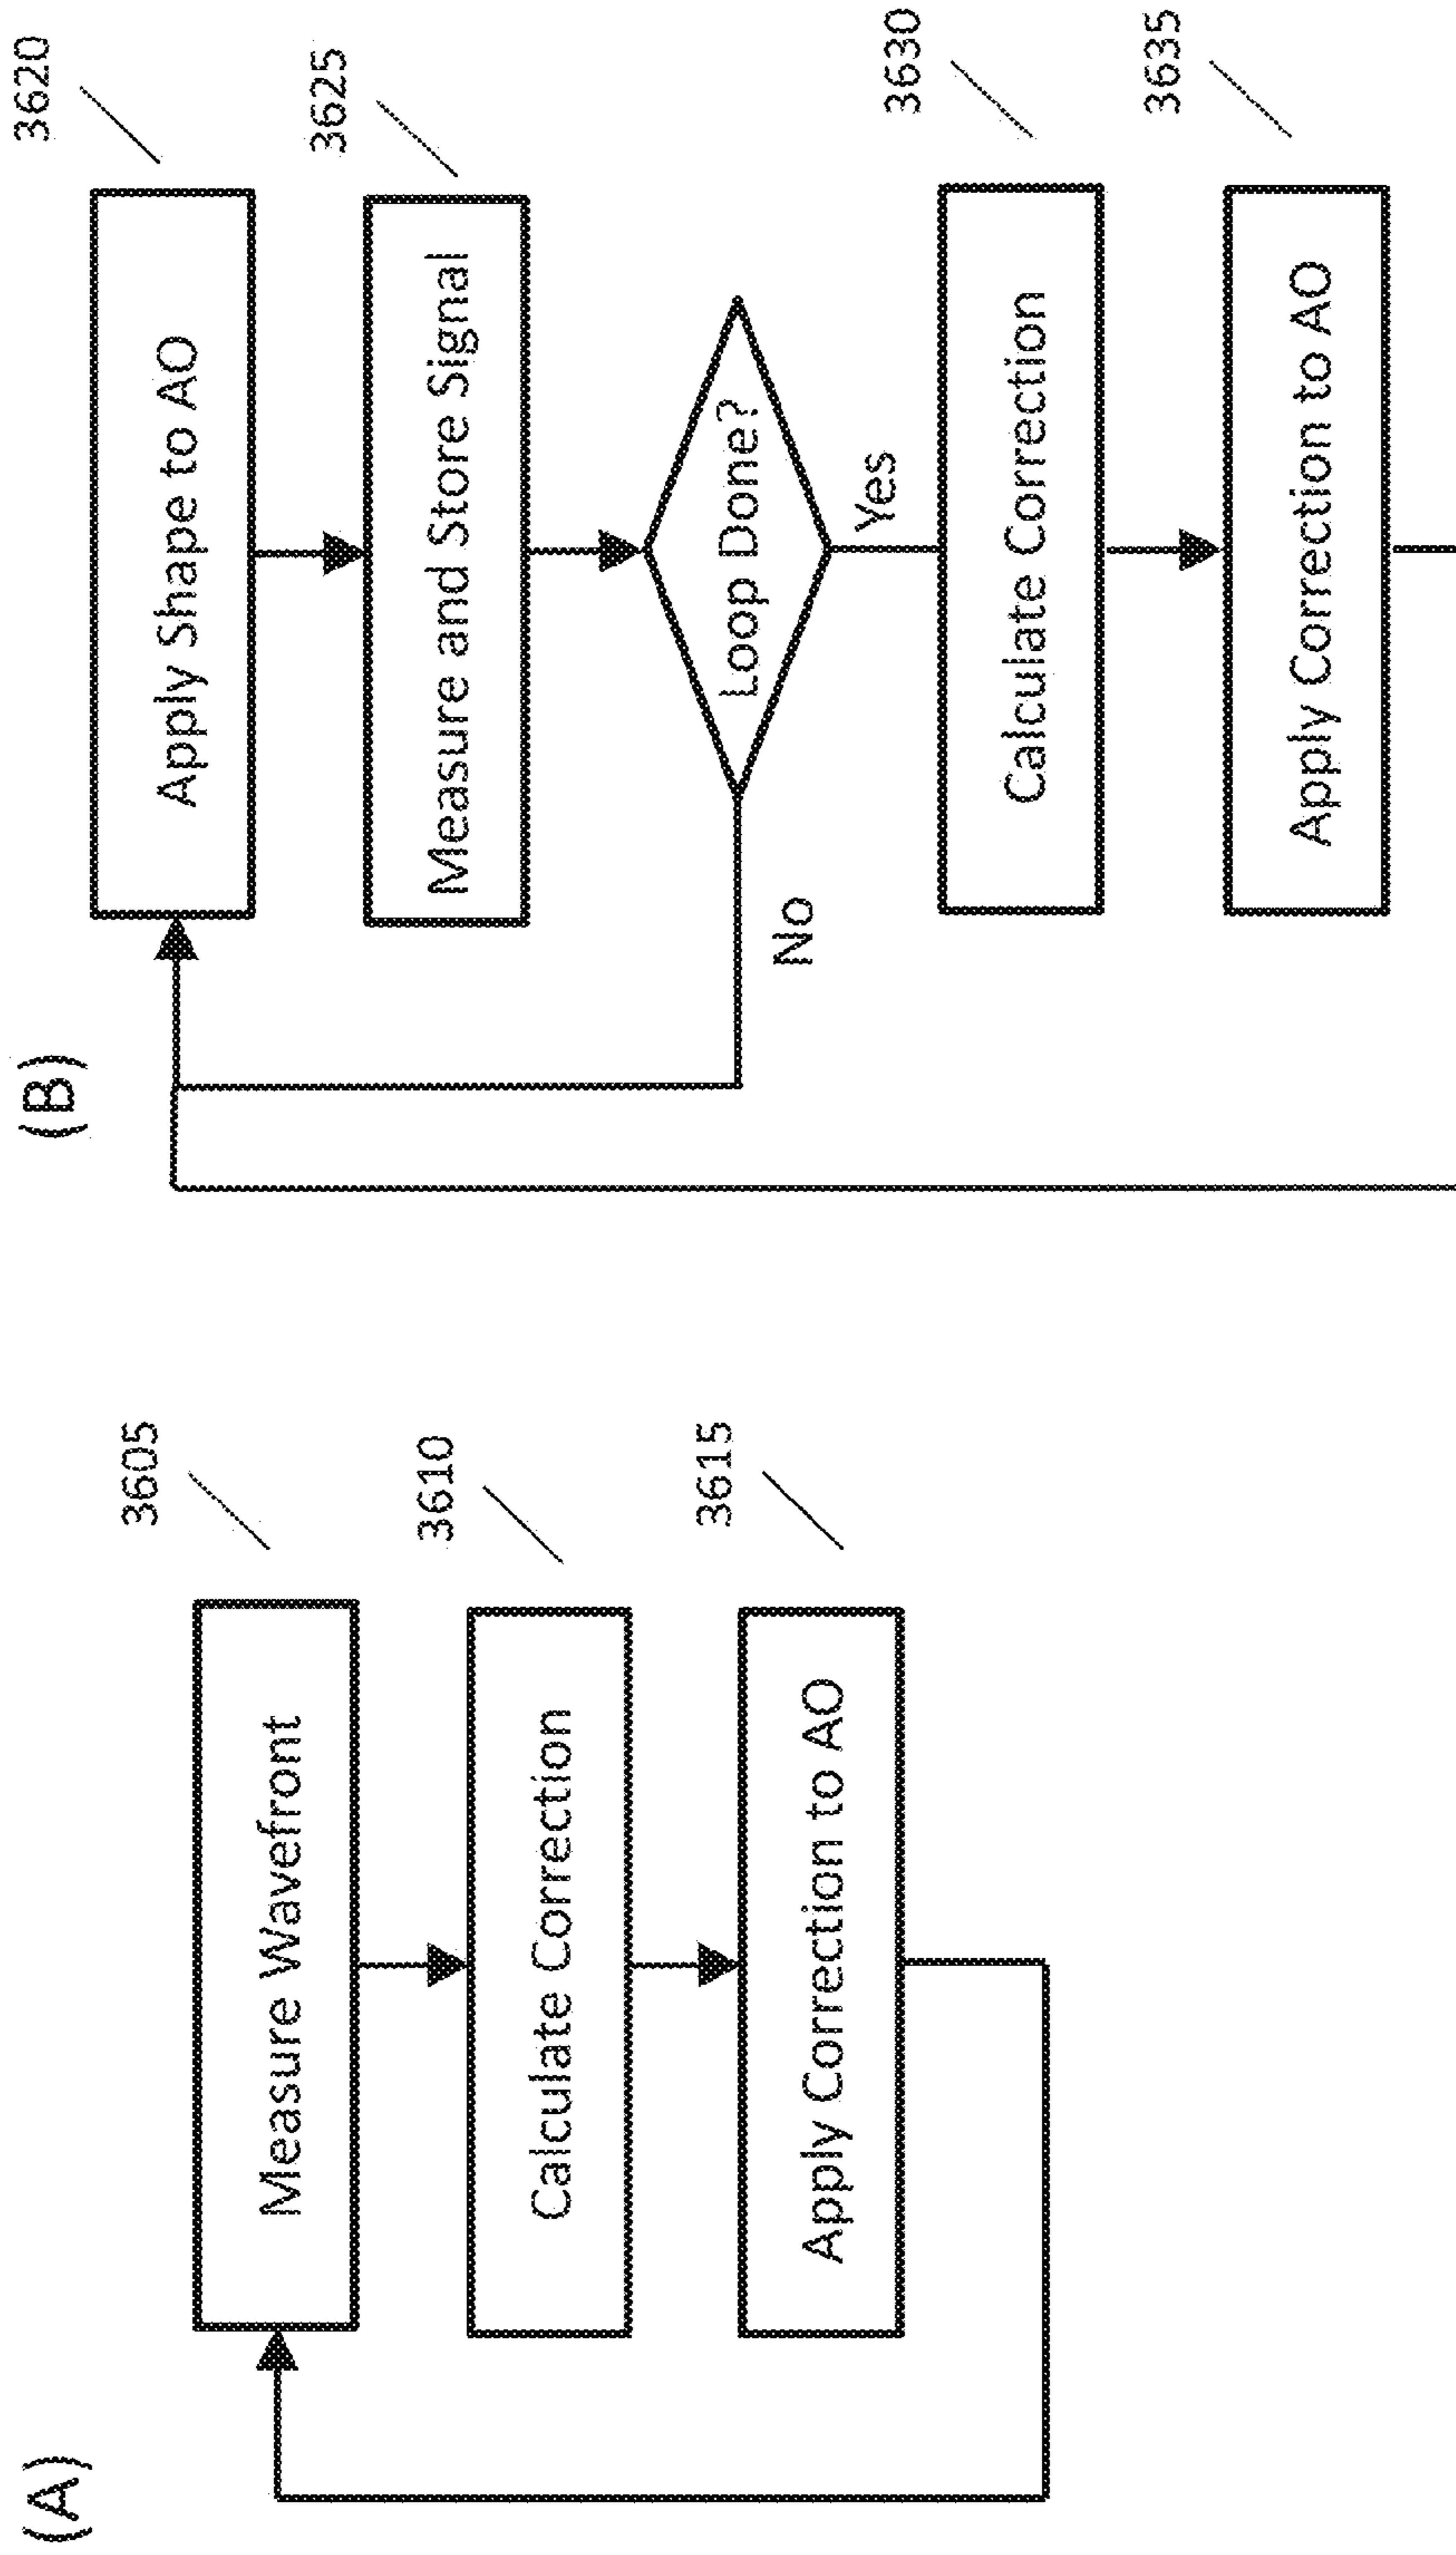 (A)
3605
Measure Wavefront
3610
Calculate Correction
3615
Apply Correction to AO
(B)
3620
Apply Shape to AO
3625
Measure and Store Signal
Loop Done?
No
Yes
3630
Calculate Correction
3635
Apply Correction to AO